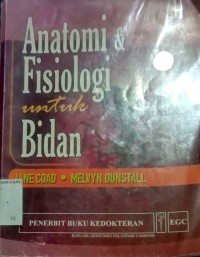 Anatomi &
Fisiologi
untuk
Bidan
JANE COAD • MELVYN DUNSTALL
PENERBIT BUKU KEDOKTERAN
EGC